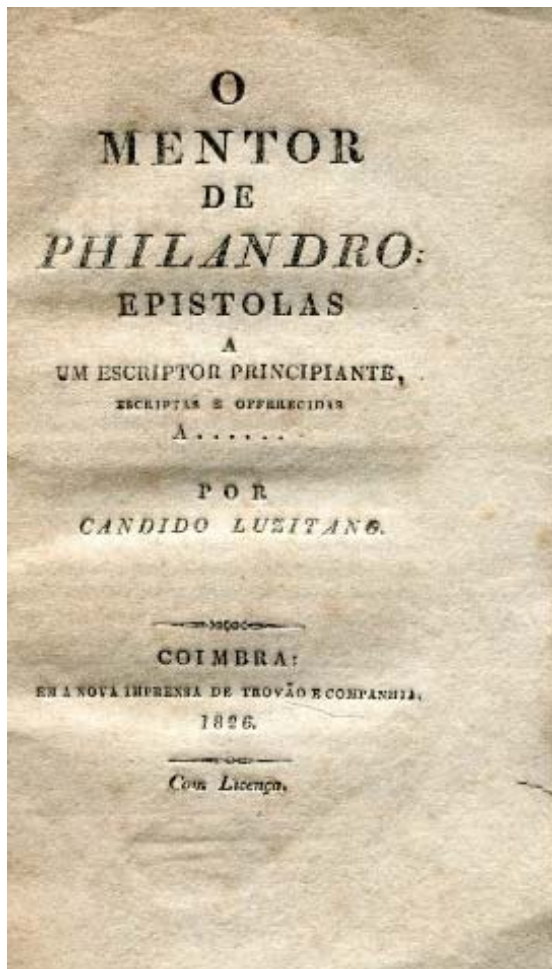 O
MENTOR
DE
PHILANDRO:
EPISTOLAS
A
UM ESCRIPTOR PRINCIPIANTE,
ESCRIPTAS E OFFERECIDAS
A.......
POR
CANDIDO LUZITANO.
COIMBRA:
EM A NOVA IMPRENSA DE TROVÃO E COMPANHIA.
1826.
Com Licença.